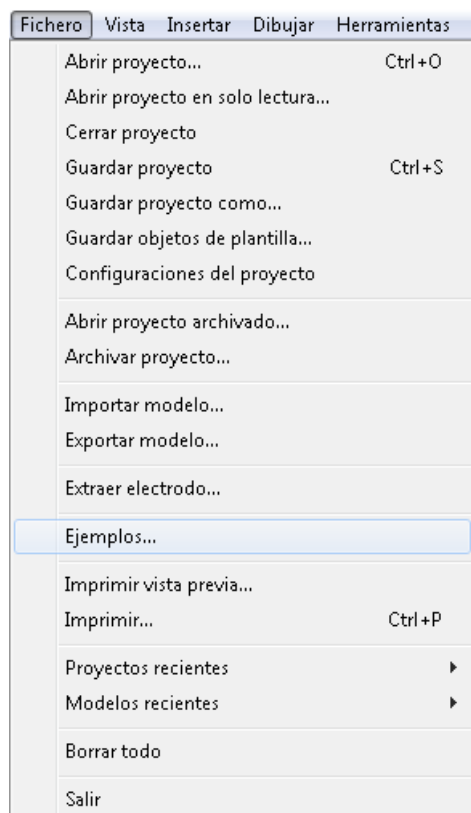 Fichero Vista Insertar Dibujar Herramientas
Abrir proyecto... Ctrl+O
Abrir proyecto en solo lectura...
Cerrar proyecto
Guardar proyecto Ctrl+S
Guardar proyecto como...
Guardar objetos de plantilla...
Configuraciones del proyecto
Abrir proyecto archivado...
Archivar proyecto...
Importar modelo...
Exportar modelo...
Extraer electrodo...
Ejemplos...
Imprimir vista previa...
Imprimir... Ctrl+P
Proyectos recientes
Modelos recientes
Borrar todo
Salir